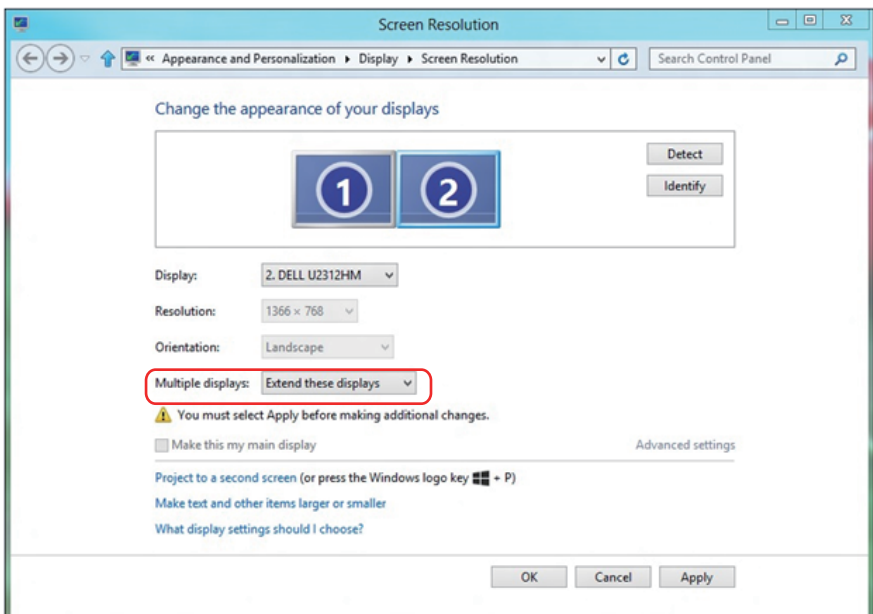 Screen Resolution
« Appearance and Personalization ▸ Display ▸ Screen Resolution Search Control Panel
Change the appearance of your displays
1 2
Detect
Identify
Display: 2. DELL U2312HM
Resolution: 1366 × 768
Orientation: Landscape
Multiple displays: Extend these displays
You must select Apply before making additional changes.
Make this my main display Advanced settings
Project to a second screen (or press the Windows logo key + P)
Make text and other items larger or smaller
What display settings should I choose?
OK Cancel Apply